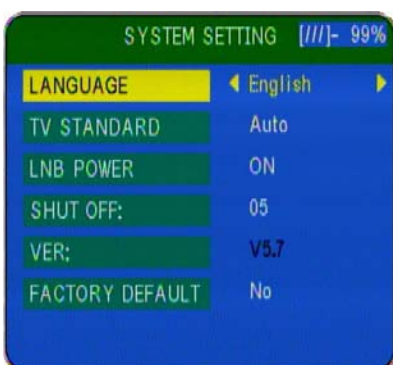 SYSTEM SETTING [///]- 99%
LANGUAGE English
TV STANDARD Auto
LNB POWER ON
SHUT OFF: 05
VER: V5.7
FACTORY DEFAULT No